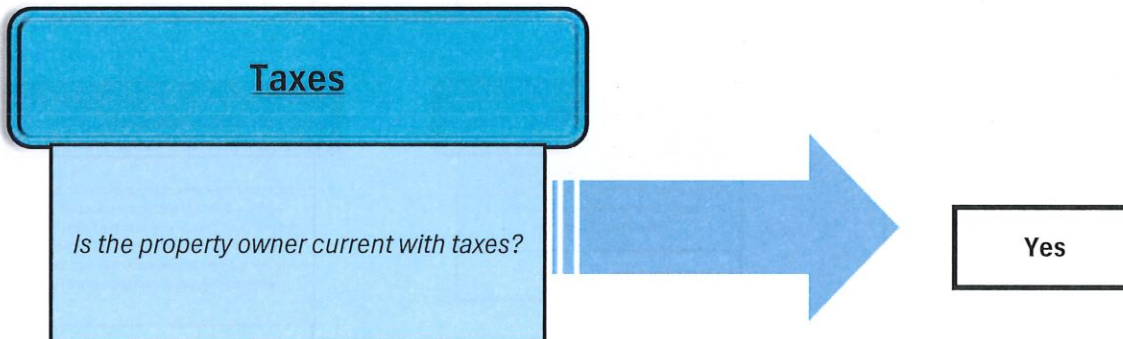 Taxes
Is the property owner current with taxes?
Yes